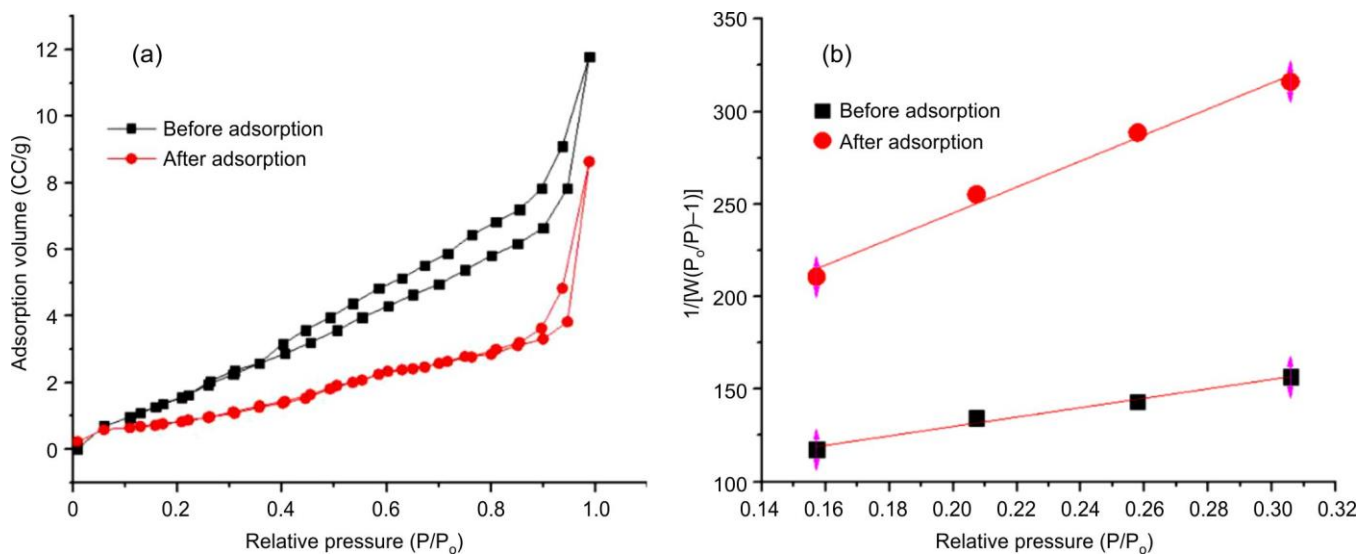 (a)
Before adsorption
After adsorption
Adsorption volume (CC/g)
12
10
8
6
4
2
0
0
0.2
0.4
0.6
0.8
1.0
Relative pressure (P/Pₒ)
(b)
Before adsorption
After adsorption
1/[W(Pₒ/P)–1)]
350
300
250
200
150
100
0.14
0.16
0.18
0.20
0.22
0.24
0.26
0.28
0.30
0.32
Relative pressure (P/Pₒ)